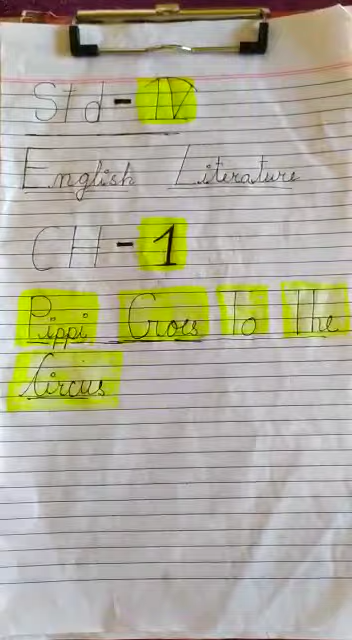 Std - IV
English Literature
CH - 1
Pippi Goes To The
Circus